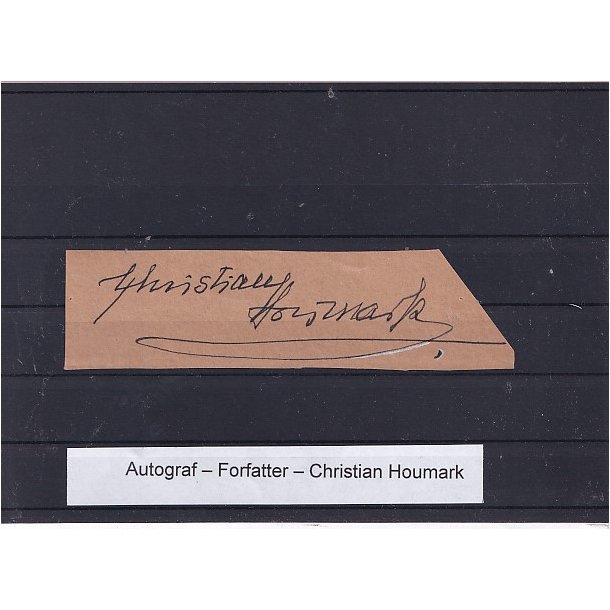 Christian
Houmark
Autograf – Forfatter – Christian Houmark